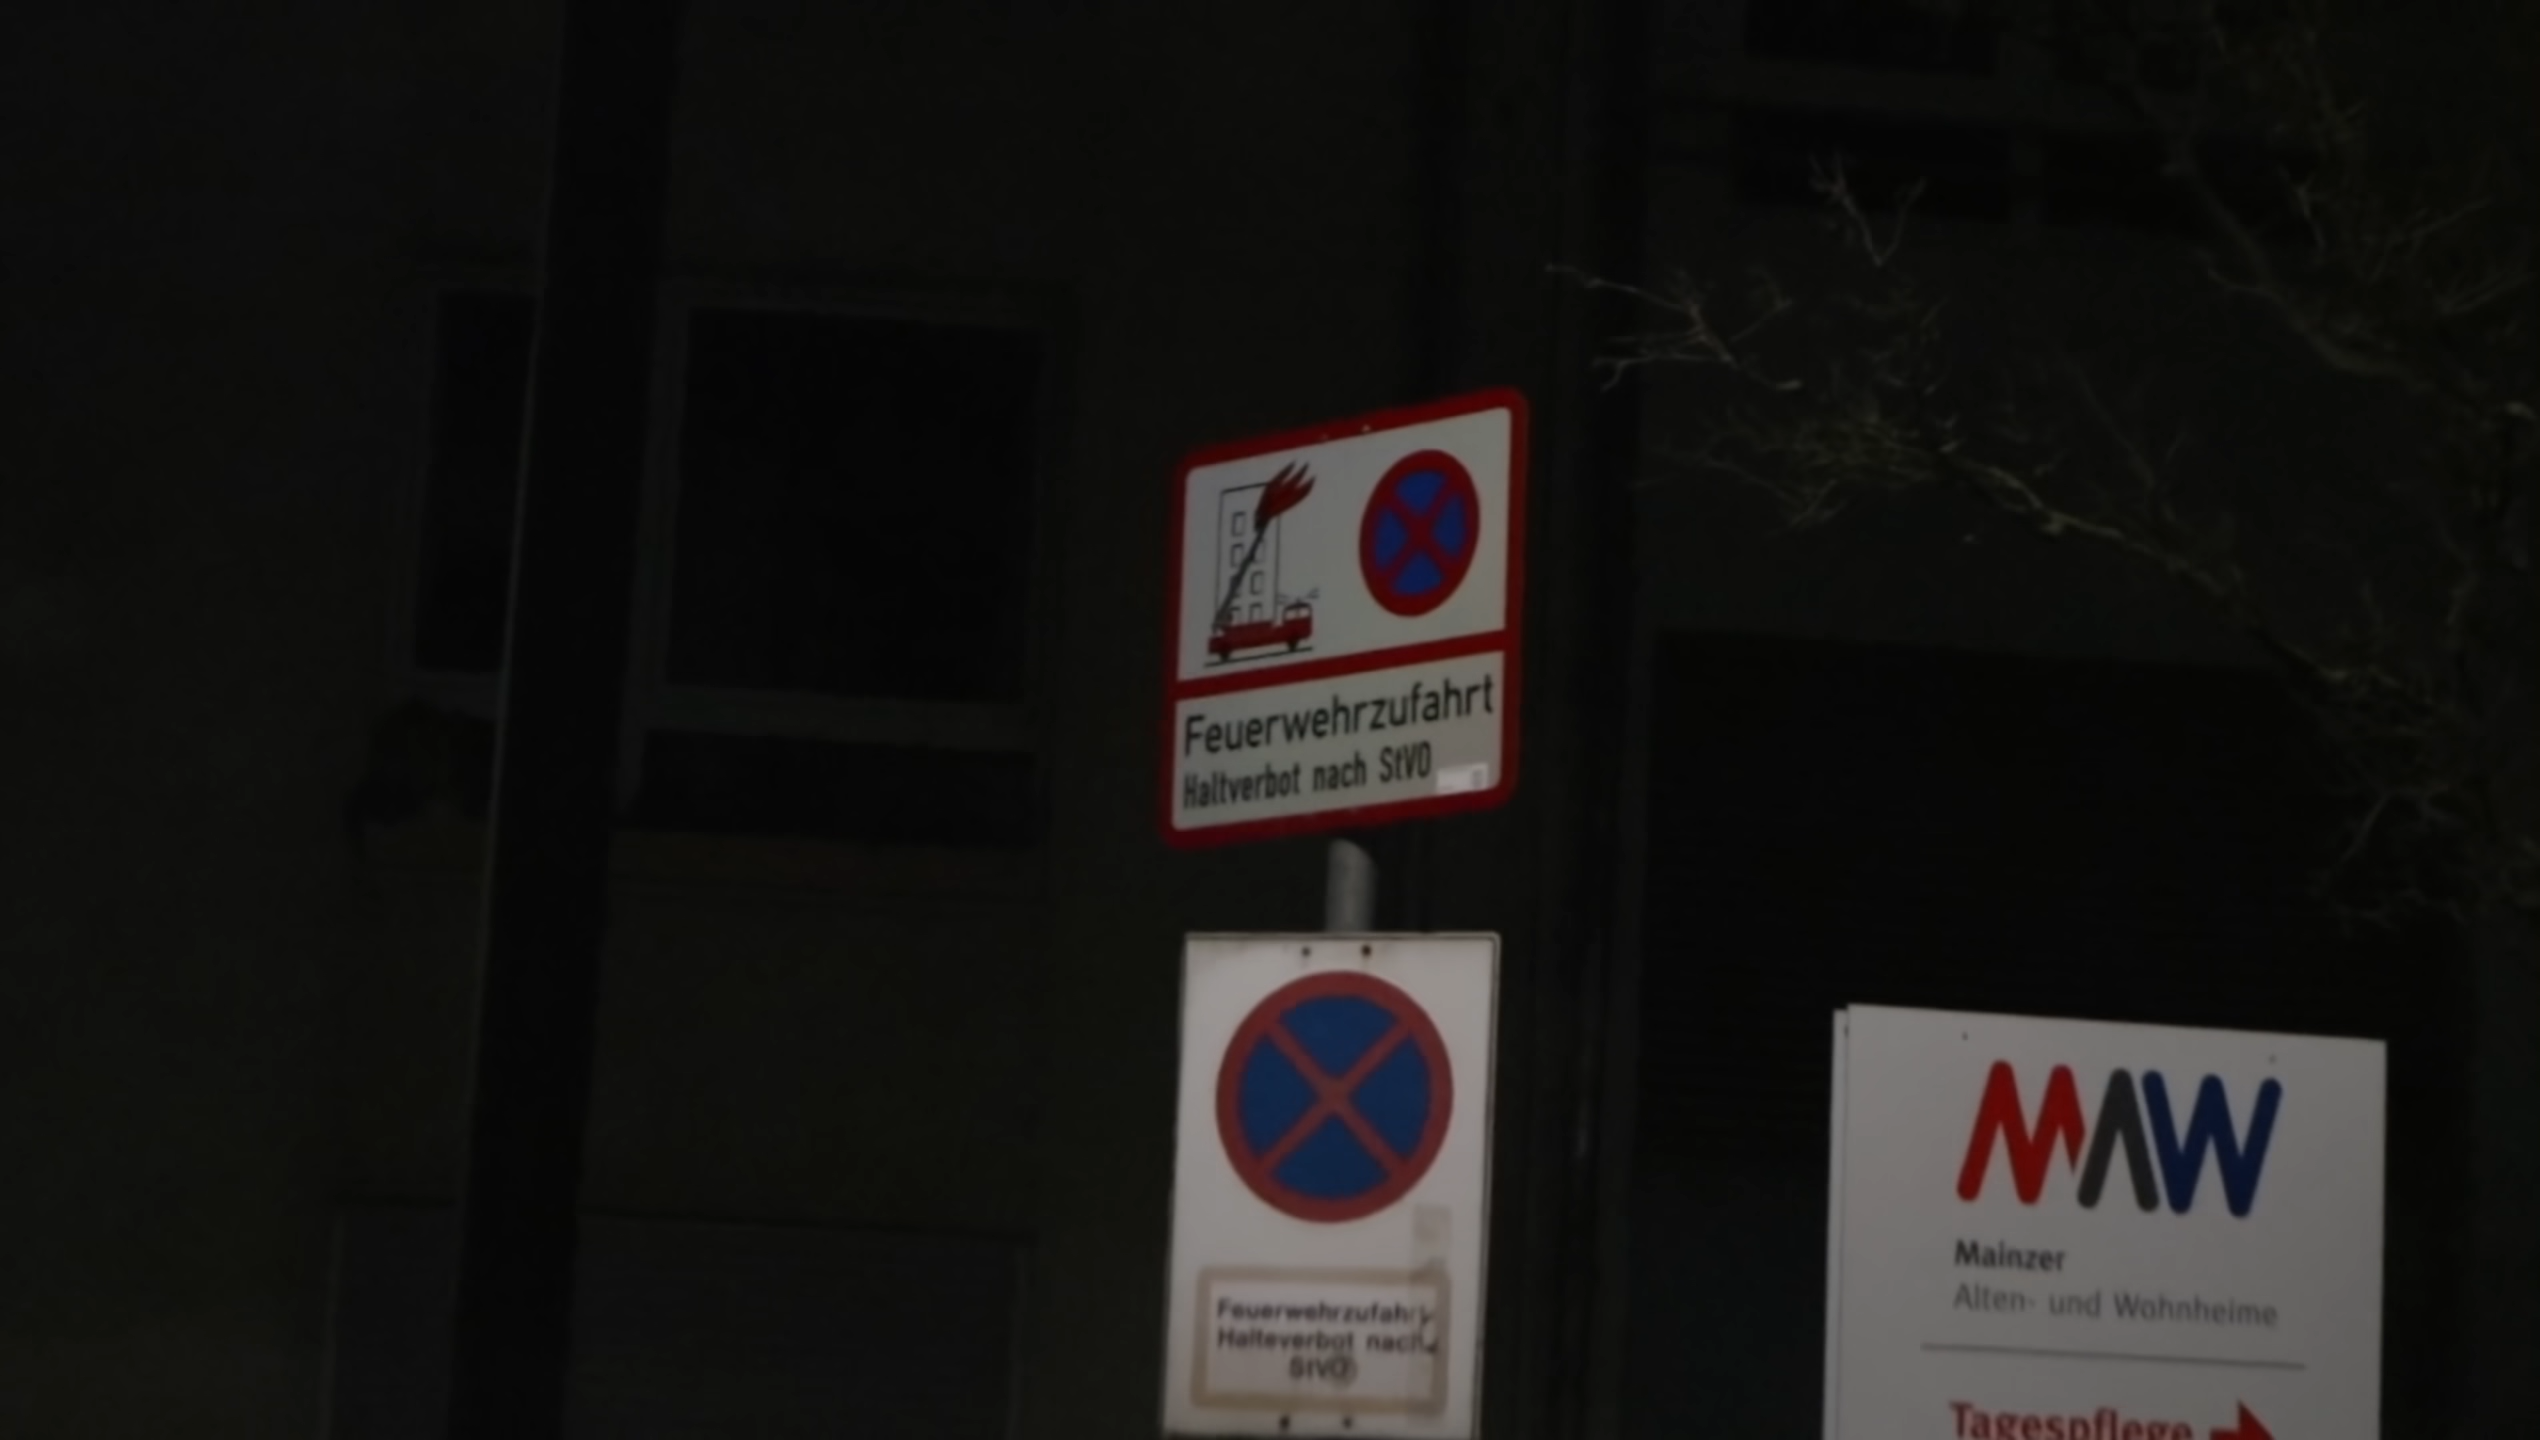 Feuerwehrzufahrt
Haltverbot nach StVO
Feuerwehrzufahrt
Halteverbot nach
StVO
MAW
Mainzer
Alten- und Wohnheime
Tagespflege